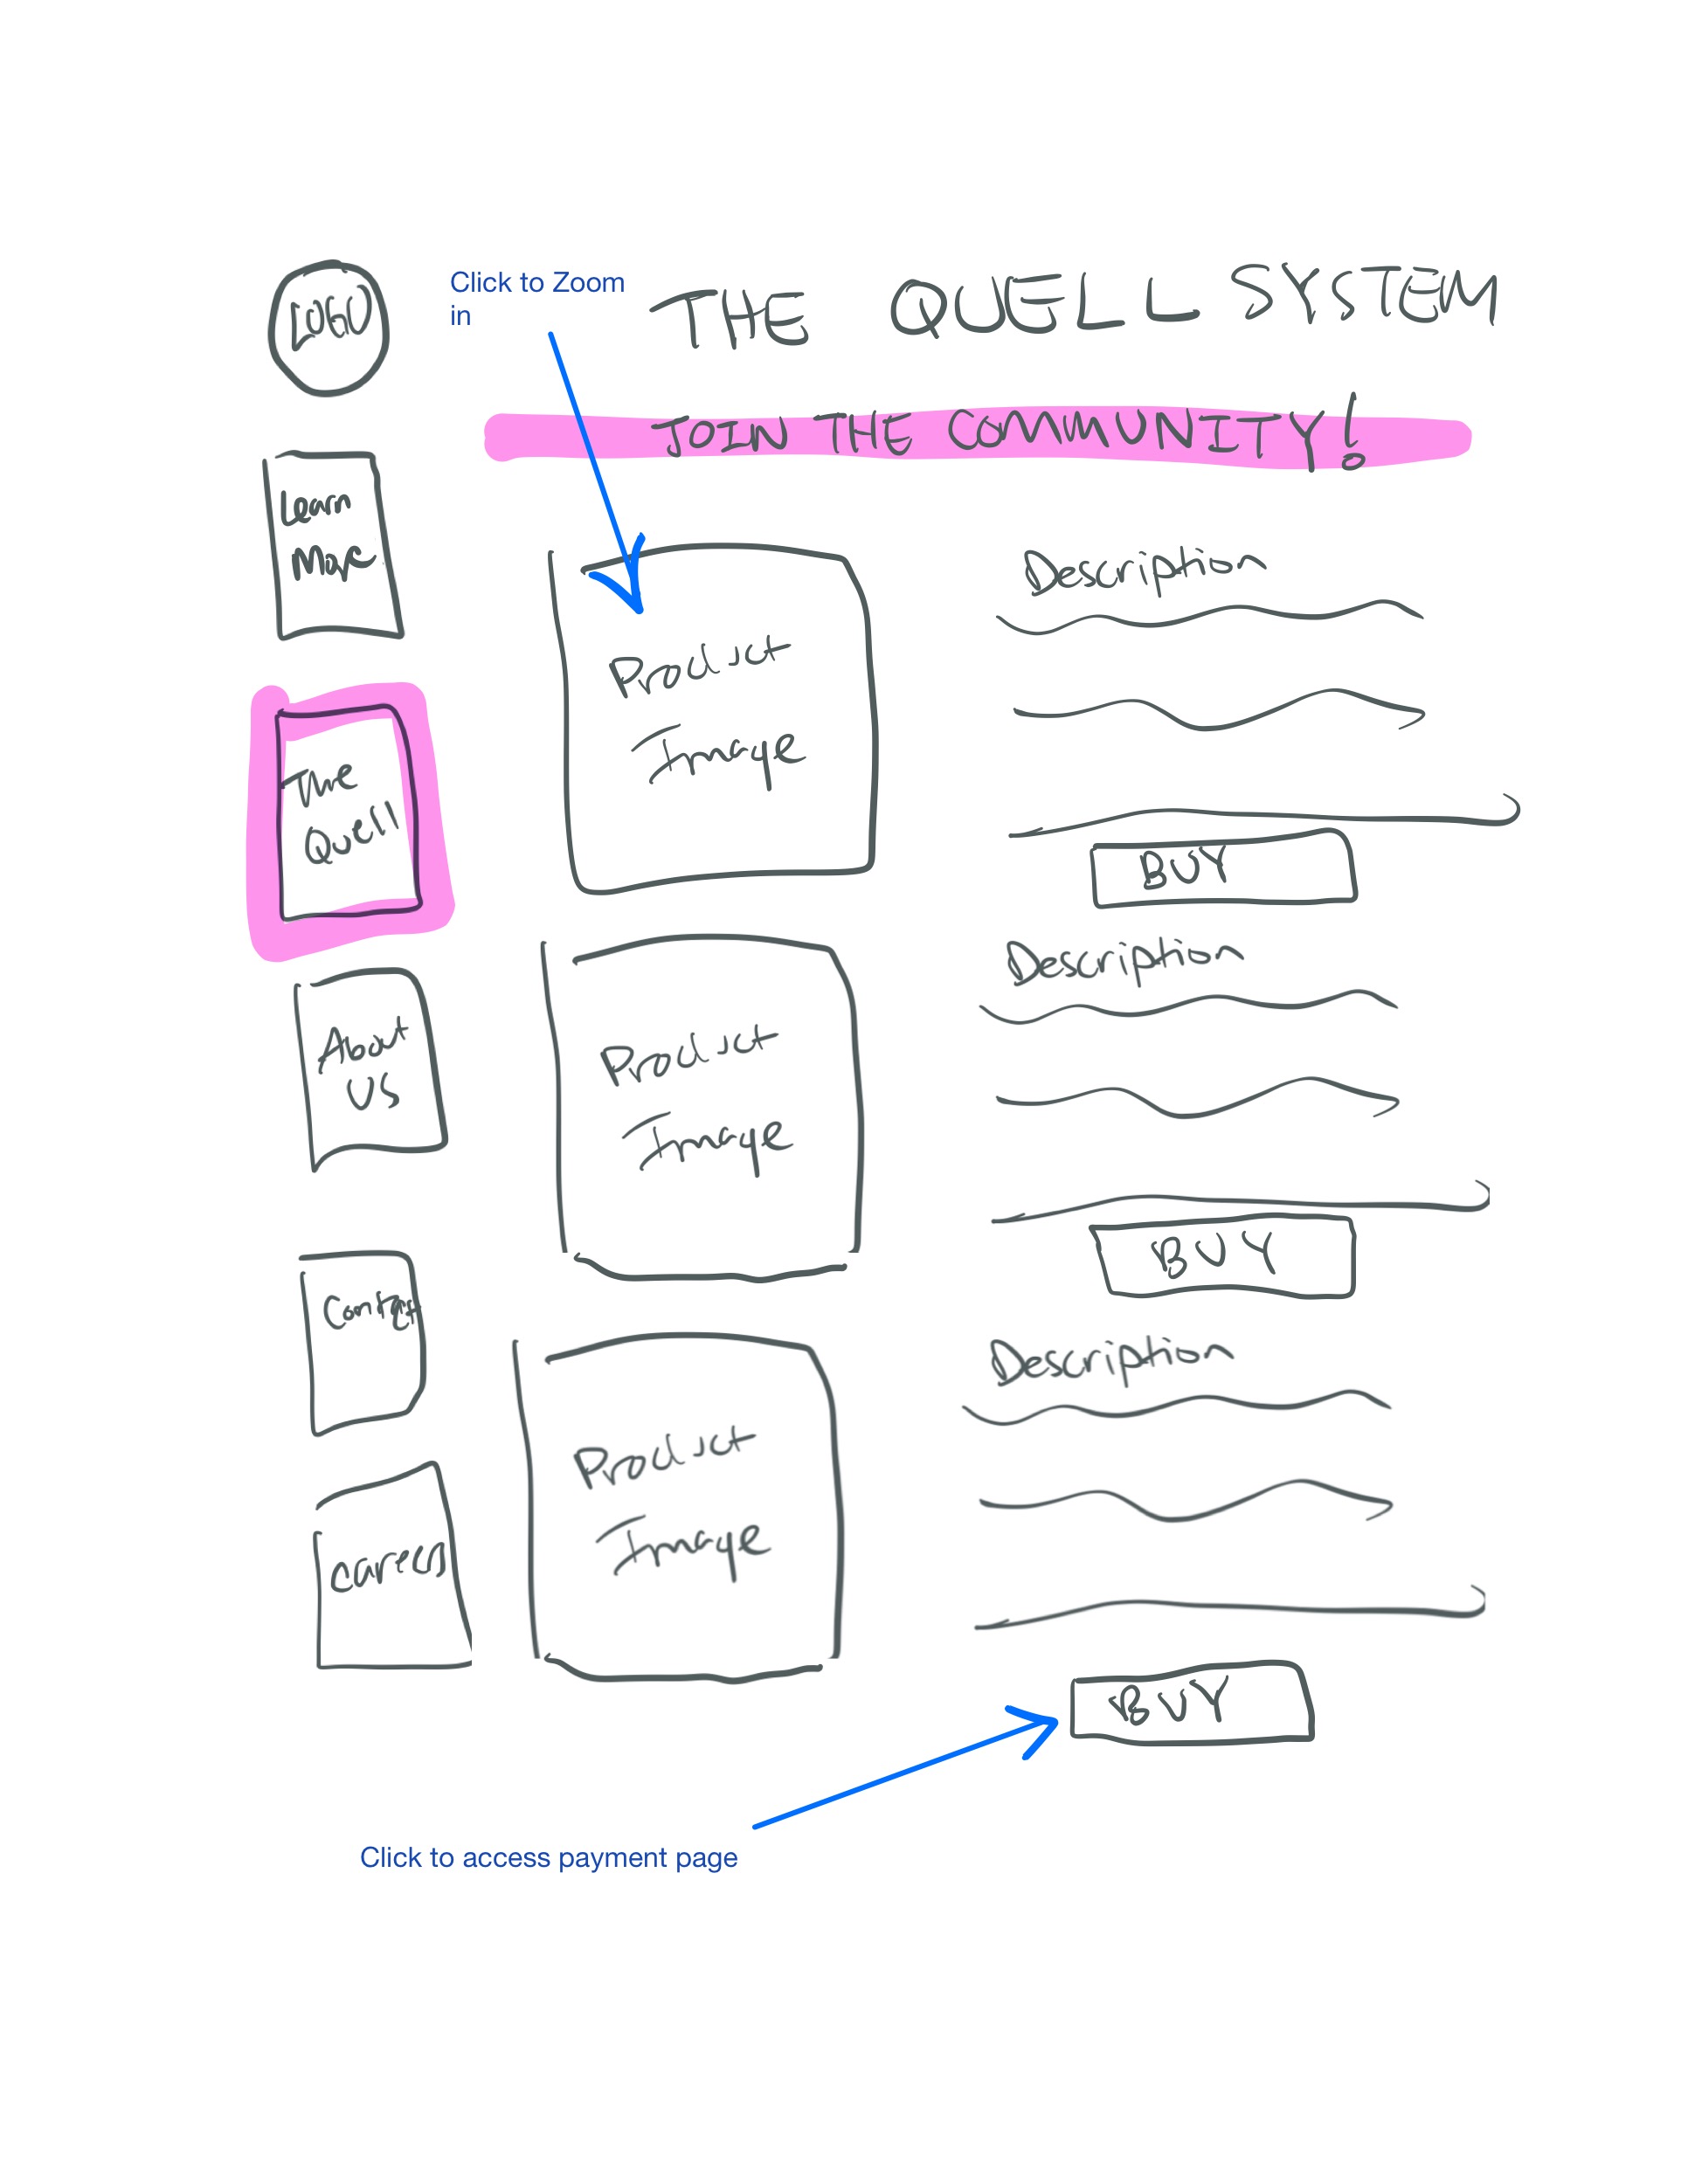 LOGO
Click to Zoom
in
THE QUELL SYSTEM
JOIN THE COMMUNITY!
Learn
More
The
Quell
About
US
Contact
Careers
Product
Image
Description
BUY
Product
Image
Description
BUY
Product
Image
Description
BUY
Click to access payment page